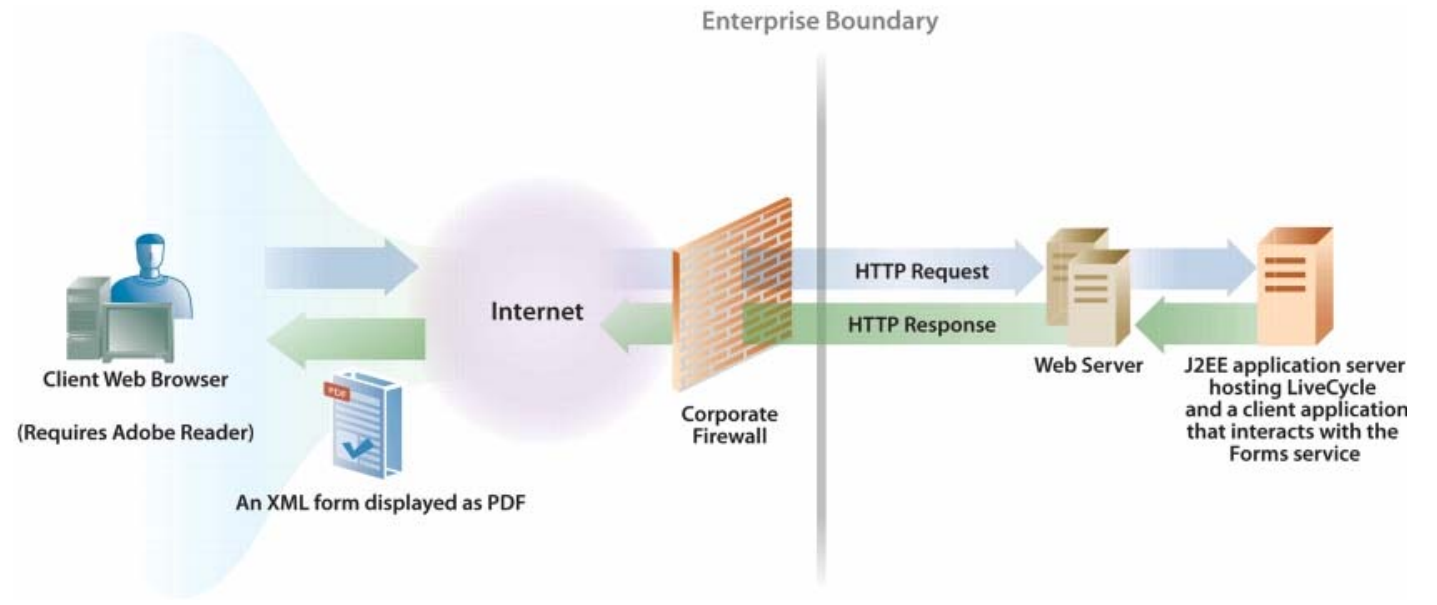 Enterprise Boundary
HTTP Request
Internet
HTTP Response
Client Web Browser
(Requires Adobe Reader)
PDF
An XML form displayed as PDF
Corporate
Firewall
Web Server
J2EE application server
hosting LiveCycle
and a client application
that interacts with the
Forms service